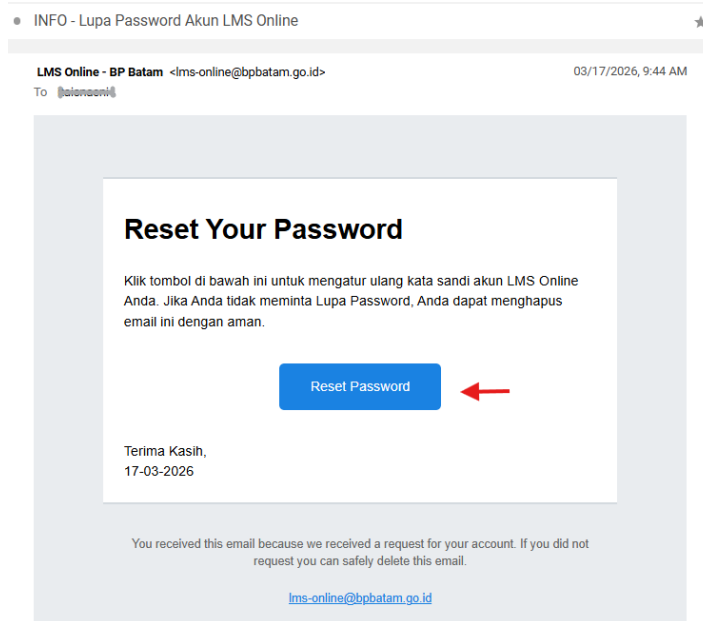 INFO - Lupa Password Akun LMS Online
LMS Online - BP Batam <lms-online@bpbatam.go.id>
03/17/2026, 9:44 AM
To
Reset Your Password
Klik tombol di bawah ini untuk mengatur ulang kata sandi akun LMS Online
Anda. Jika Anda tidak meminta Lupa Password, Anda dapat menghapus
email ini dengan aman.
Reset Password
Terima Kasih,
17-03-2026
You received this email because we received a request for your account. If you did not
request you can safely delete this email.
lms-online@bpbatam.go.id